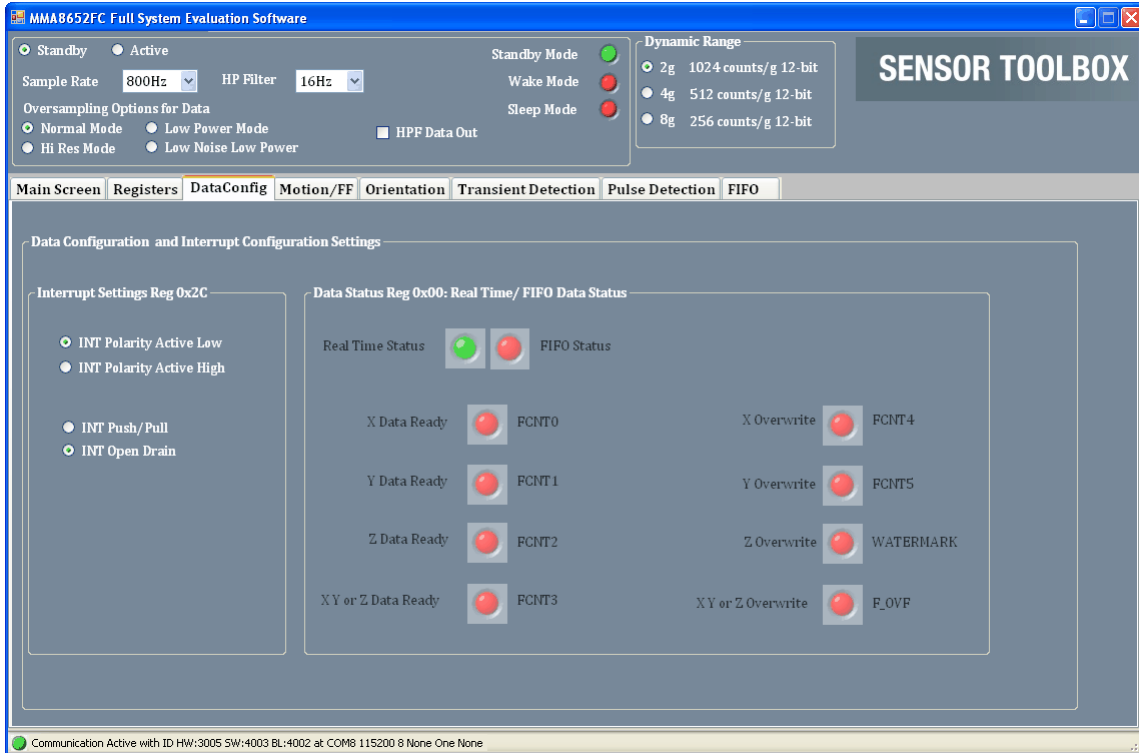 MMA8652FC Full System Evaluation Software
Standby Active
Sample Rate 800Hz HP Filter 16Hz
Oversampling Options for Data
Normal Mode Low Power Mode
Hi Res Mode Low Noise Low Power
HPF Data Out
Standby Mode
Wake Mode
Sleep Mode
Dynamic Range
2g 1024 counts/g 12-bit
4g 512 counts/g 12-bit
8g 256 counts/g 12-bit
SENSOR TOOLBOX
Main Screen Registers DataConfig Motion/FF Orientation Transient Detection Pulse Detection FIFO
Data Configuration and Interrupt Configuration Settings
Interrupt Settings Reg 0x2C
INT Polarity Active Low
INT Polarity Active High
INT Push/Pull
INT Open Drain
Data Status Reg 0x00: Real Time/ FIFO Data Status
Real Time Status FIFO Status
X Data Ready FCNT0 X Overwrite FCNT4
Y Data Ready FCNT1 Y Overwrite FCNT5
Z Data Ready FCNT2 Z Overwrite WATERMARK
X Y or Z Data Ready FCNT3 X Y or Z Overwrite F_OVF
Communication Active with ID HW:3005 SW:4003 BL:4002 at COM8 115200 8 None One None